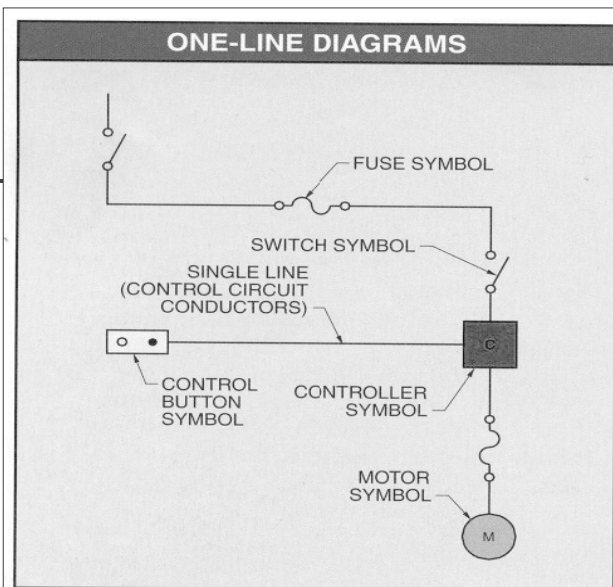 ONE-LINE DIAGRAMS
FUSE SYMBOL
SWITCH SYMBOL
SINGLE LINE
(CONTROL CIRCUIT
CONDUCTORS)
C
CONTROL
BUTTON
SYMBOL
CONTROLLER
SYMBOL
MOTOR
SYMBOL
M